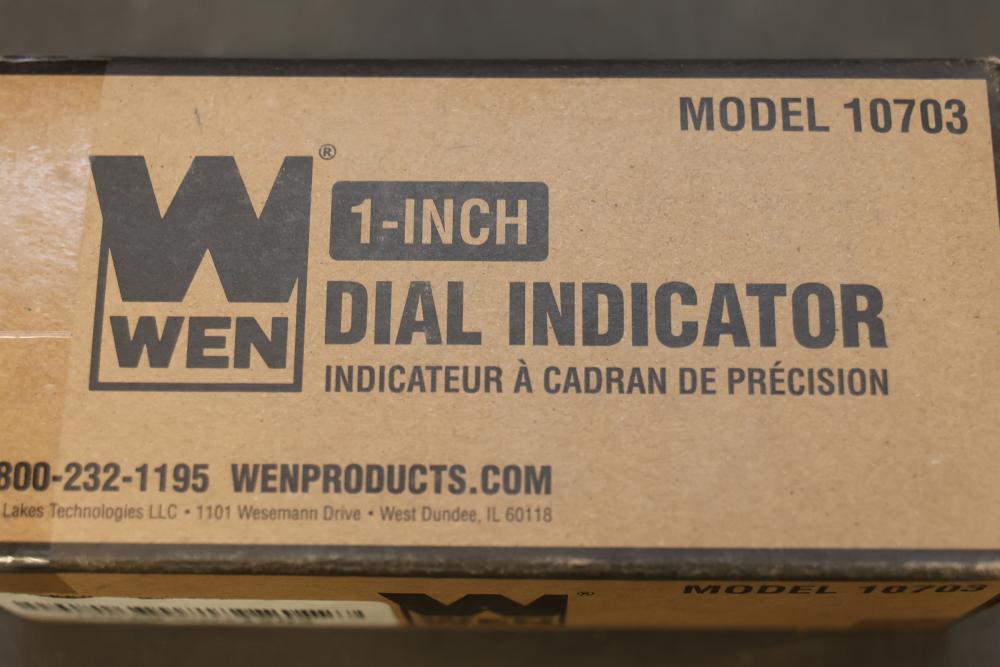 MODEL 10703
®
1-INCH
WEN
DIAL INDICATOR
INDICATEUR À CADRAN DE PRÉCISION
800-232-1195 WENPRODUCTS.COM
Lakes Technologies LLC • 1101 Wesemann Drive • West Dundee, IL 60118
® MODEL 10703